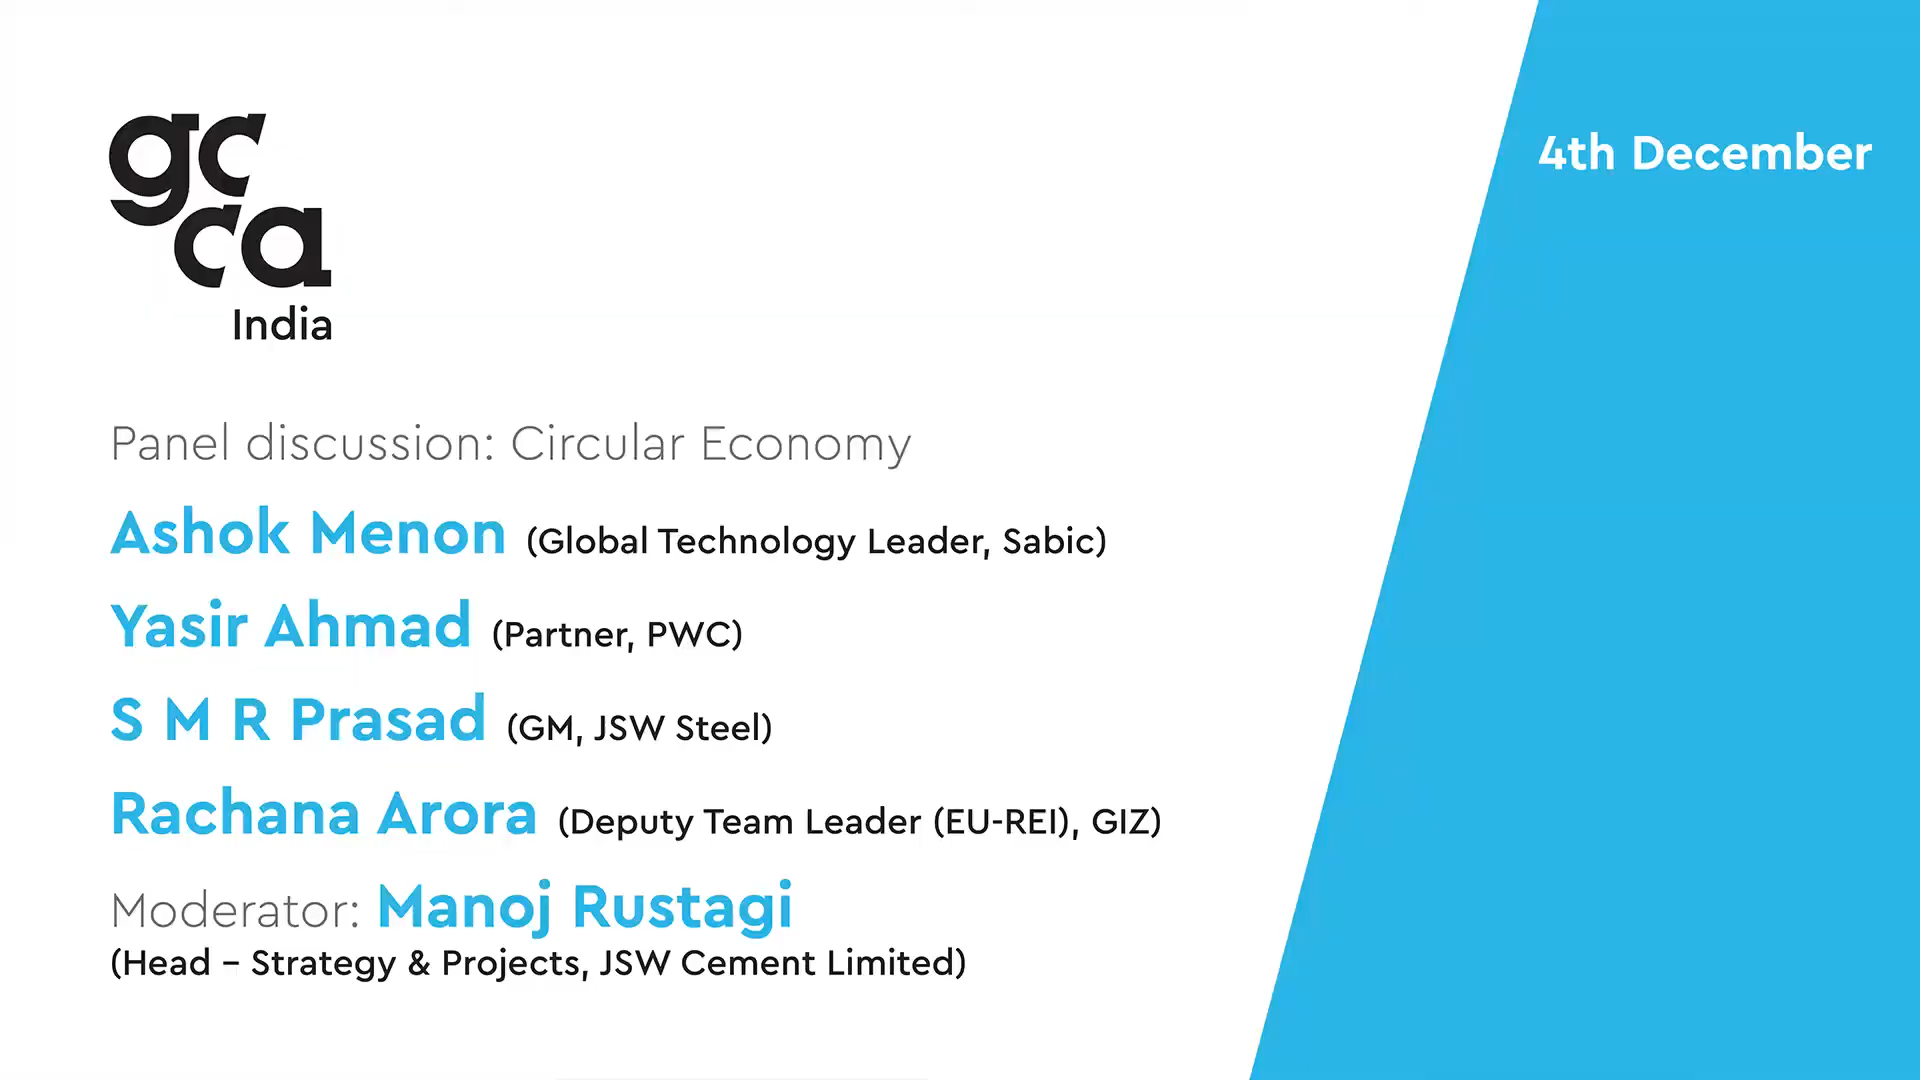 gc
ca
India
4th December
Panel discussion: Circular Economy
Ashok Menon (Global Technology Leader, Sabic)
Yasir Ahmad (Partner, PWC)
S M R Prasad (GM, JSW Steel)
Rachana Arora (Deputy Team Leader (EU-REI), GIZ)
Moderator: Manoj Rustagi
(Head – Strategy & Projects, JSW Cement Limited)